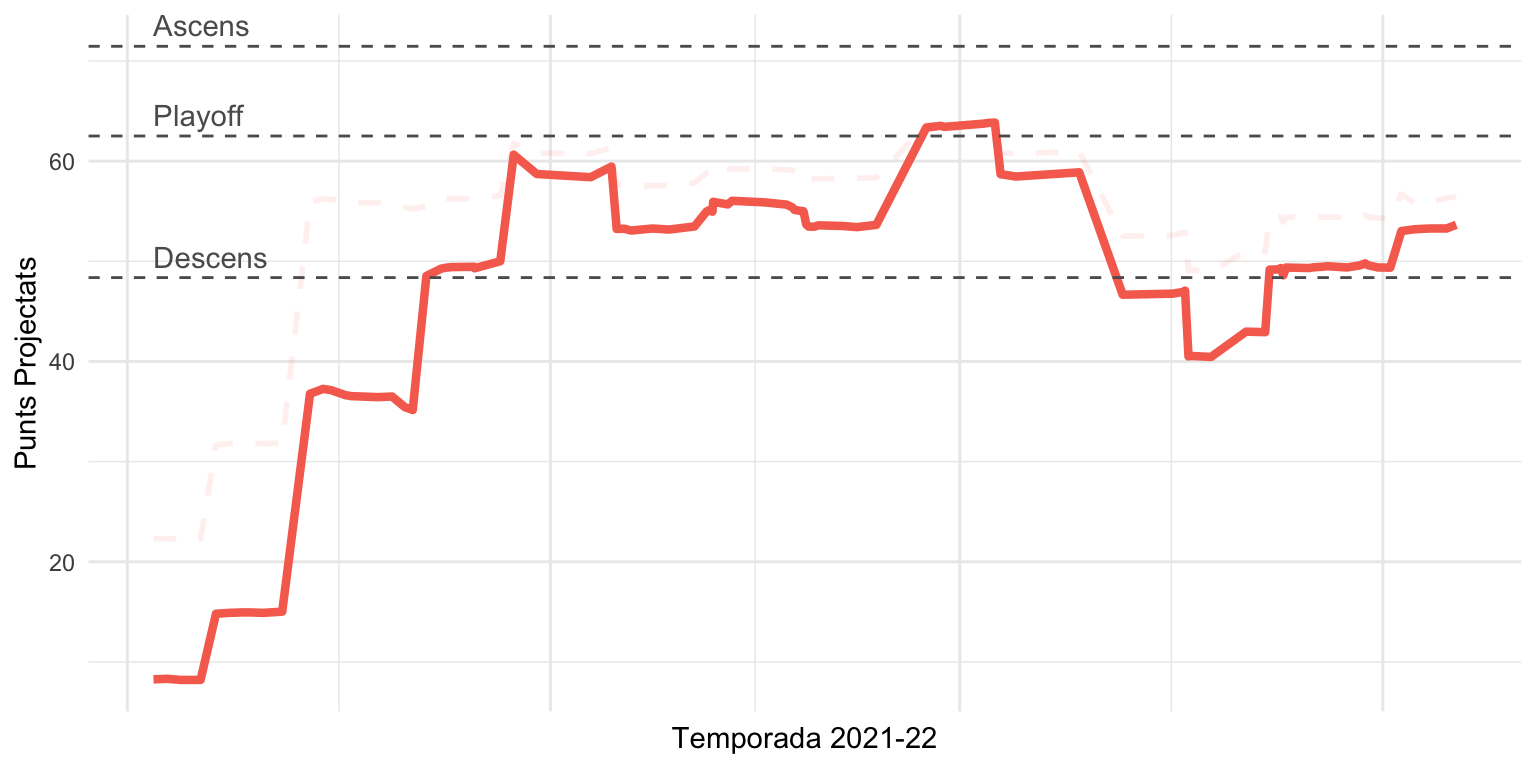 Ascens
Playoff
60
Descens
40
20
Punts Projectats
Temporada 2021-22